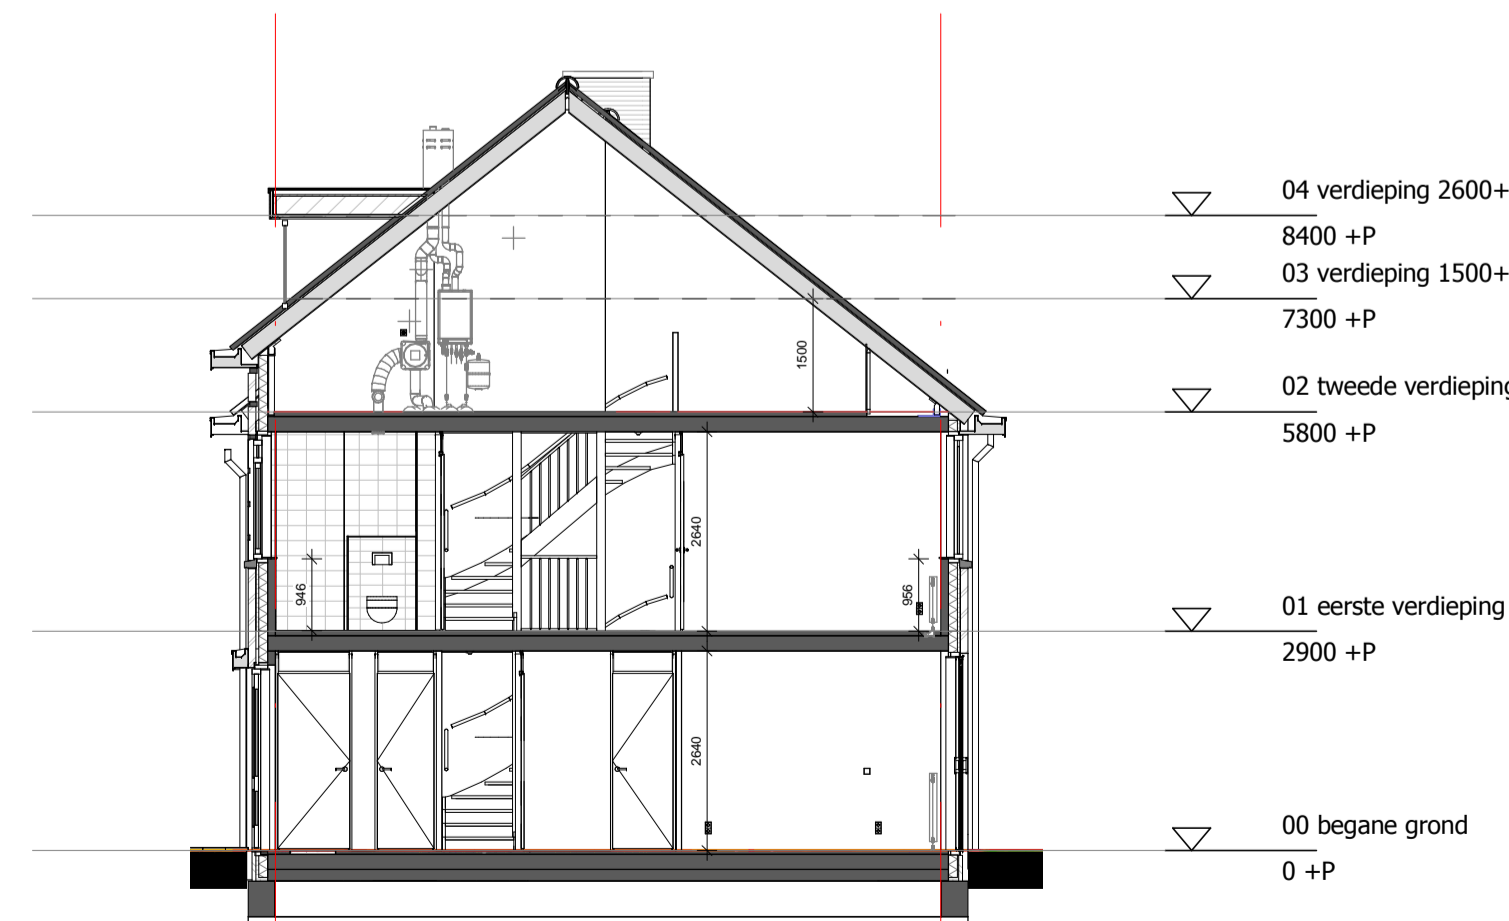 04 verdieping 2600+
8400 +P
03 verdieping 1500+
7300 +P
1500
02 tweede verdieping
5800 +P
2640
946
956
01 eerste verdieping
2900 +P
2640
00 begane grond
0 +P